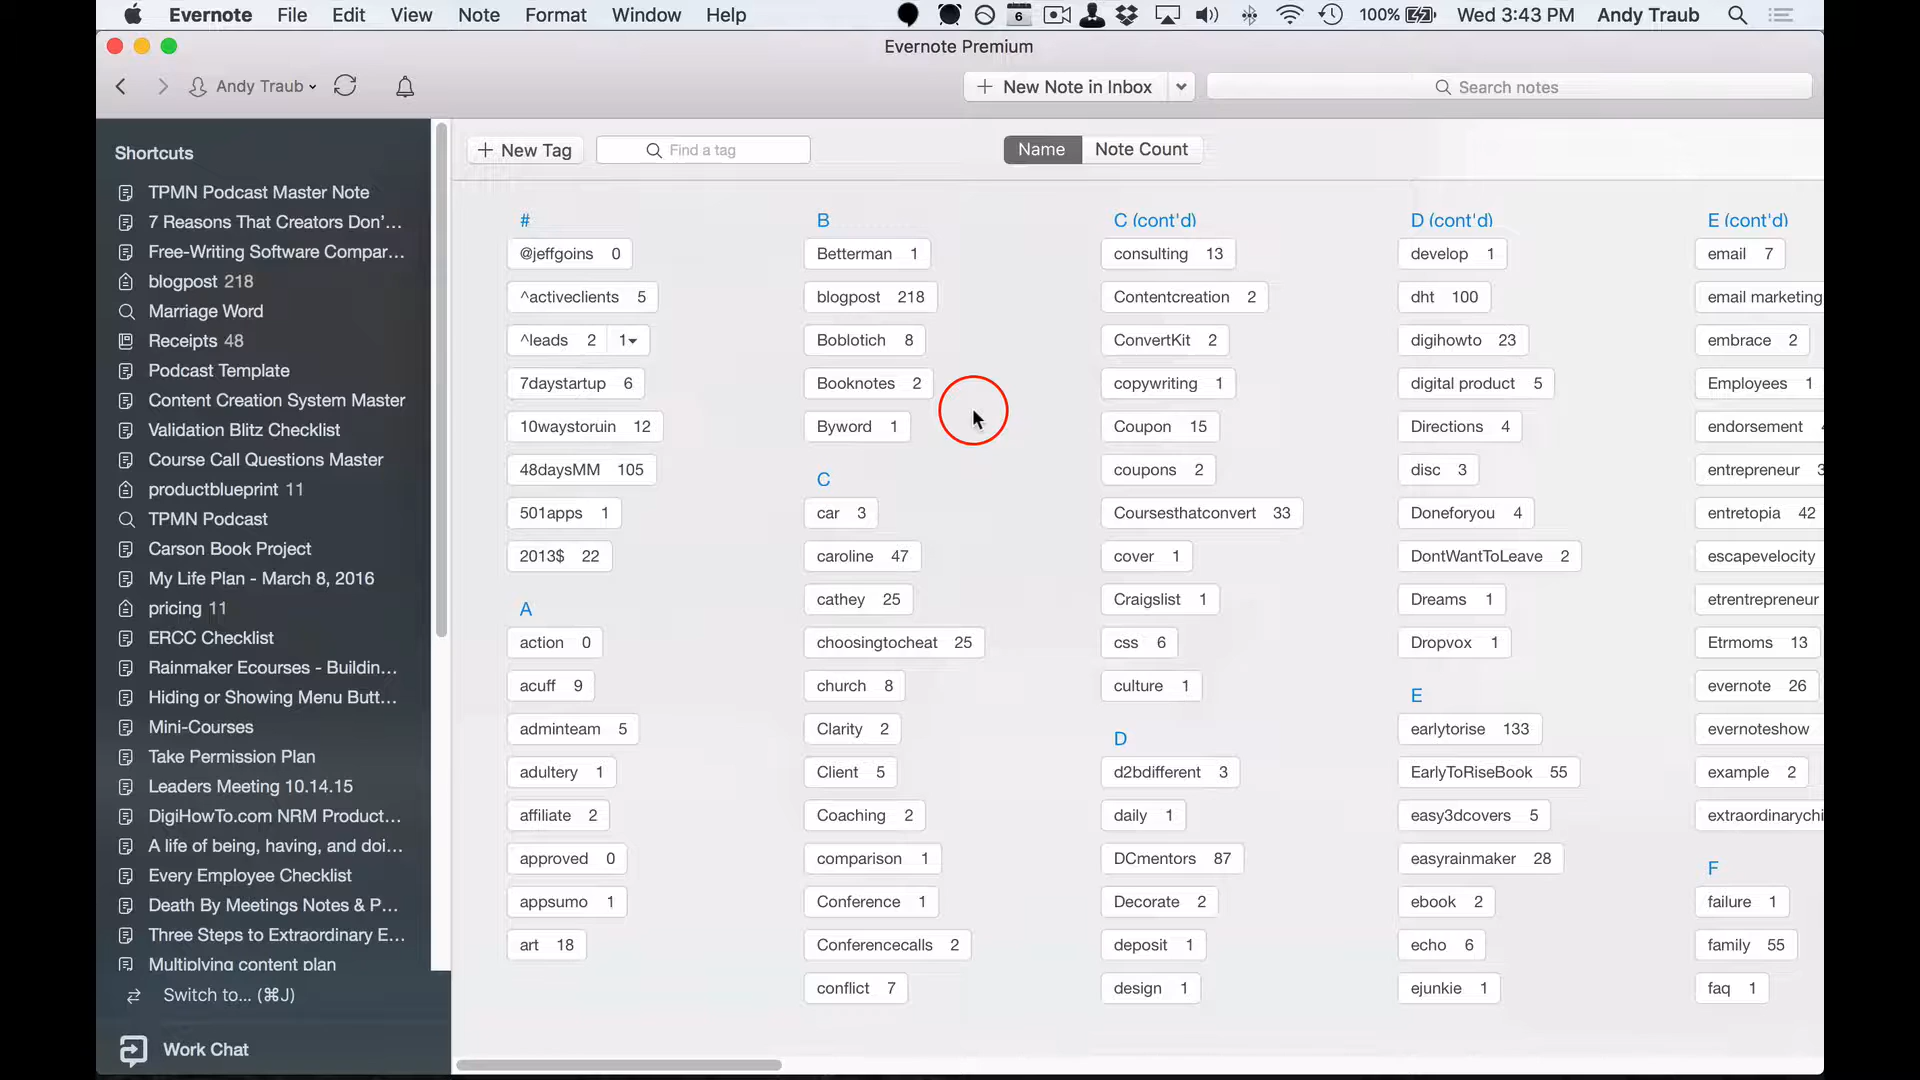 Evernote File Edit View Note Format Window Help 6 100% Wed 3:43 PM Andy Traub
Evernote Premium
Andy Traub
+ New Note in Inbox
Search notes
Shortcuts
TPMN Podcast Master Note
7 Reasons That Creators Don'…
Free-Writing Software Compar…
blogpost 218
Marriage Word
Receipts 48
Podcast Template
Content Creation System Master
Validation Blitz Checklist
Course Call Questions Master
productblueprint 11
TPMN Podcast
Carson Book Project
My Life Plan - March 8, 2016
pricing 11
ERCC Checklist
Rainmaker Ecourses - Buildin…
Hiding or Showing Menu Butt…
Mini-Courses
Take Permission Plan
Leaders Meeting 10.14.15
DigiHowTo.com NRM Product…
A life of being, having, and doi…
Every Employee Checklist
Death By Meetings Notes & P…
Three Steps to Extraordinary E…
Multiplying content plan
Switch to... (⌘J)
Work Chat
+ New Tag
Find a tag
Name Note Count
#
@jeffgoins 0
^activeclients 5
^leads 2 1
7daystartup 6
10waystoruin 12
48daysMM 105
501apps 1
2013$ 22
A
action 0
acuff 9
adminteam 5
adultery 1
affiliate 2
approved 0
appsumo 1
art 18
B
Betterman 1
blogpost 218
Boblotich 8
Booknotes 2
Byword 1
C
car 3
caroline 47
cathey 25
choosingtocheat 25
church 8
Clarity 2
Client 5
Coaching 2
comparison 1
Conference 1
Conferencecalls 2
conflict 7
C (cont'd)
consulting 13
Contentcreation 2
ConvertKit 2
copywriting 1
Coupon 15
coupons 2
Coursesthatconvert 33
cover 1
Craigslist 1
css 6
culture 1
D
d2bdifferent 3
daily 1
DCmentors 87
Decorate 2
deposit 1
design 1
D (cont'd)
develop 1
dht 100
digihowto 23
digital product 5
Directions 4
disc 3
Doneforyou 4
DontWantToLeave 2
Dreams 1
Dropvox 1
E
earlytorise 133
EarlyToRiseBook 55
easy3dcovers 5
easyrainmaker 28
ebook 2
echo 6
ejunkie 1
E (cont'd)
email 7
email marketing
embrace 2
Employees 1
endorsement
entrepreneur
entretopia 42
escapevelocity
etrentrepreneur
Etrmoms 13
evernote 26
evernoteshow
example 2
extraordinarychi
F
failure 1
family 55
faq 1